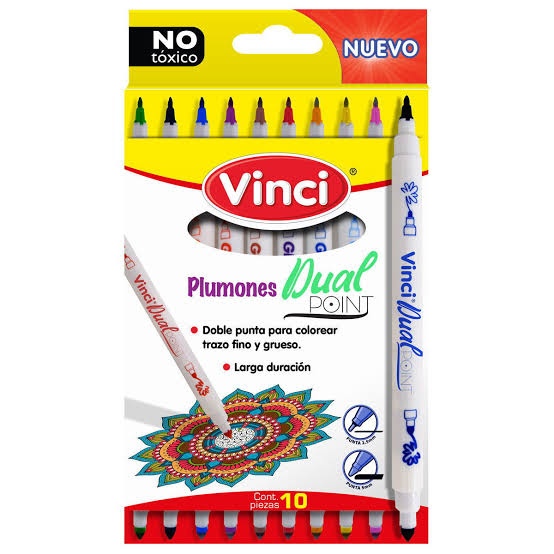 NO
tóxico
NUEVO
Vinci®
Plumones Dual
POINT
• Doble punta para colorear
trazo fino y grueso.
• Larga duración
Vinci® Dual
POINT
Vinci® Dual
POINT
Cont. 10
piezas